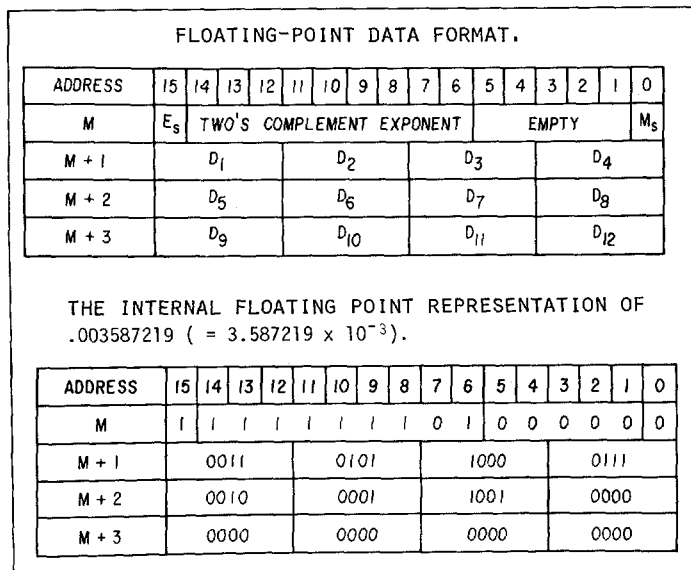 FLOATING-POINT DATA FORMAT.
ADDRESS 15 14 13 12 11 10 9 8 7 6 5 4 3 2 1 0
M Es TWO'S COMPLEMENT EXPONENT EMPTY Ms
M + 1 D1 D2 D3 D4
M + 2 D5 D6 D7 D8
M + 3 D9 D10 D11 D12
THE INTERNAL FLOATING POINT REPRESENTATION OF
.003587219 ( = 3.587219 x 10-3).
ADDRESS 15 14 13 12 11 10 9 8 7 6 5 4 3 2 1 0
M 1 1 1 1 1 1 1 1 0 1 0 0 0 0 0 0
M + 1 0011 0101 1000 0111
M + 2 0010 0001 1001 0000
M + 3 0000 0000 0000 0000